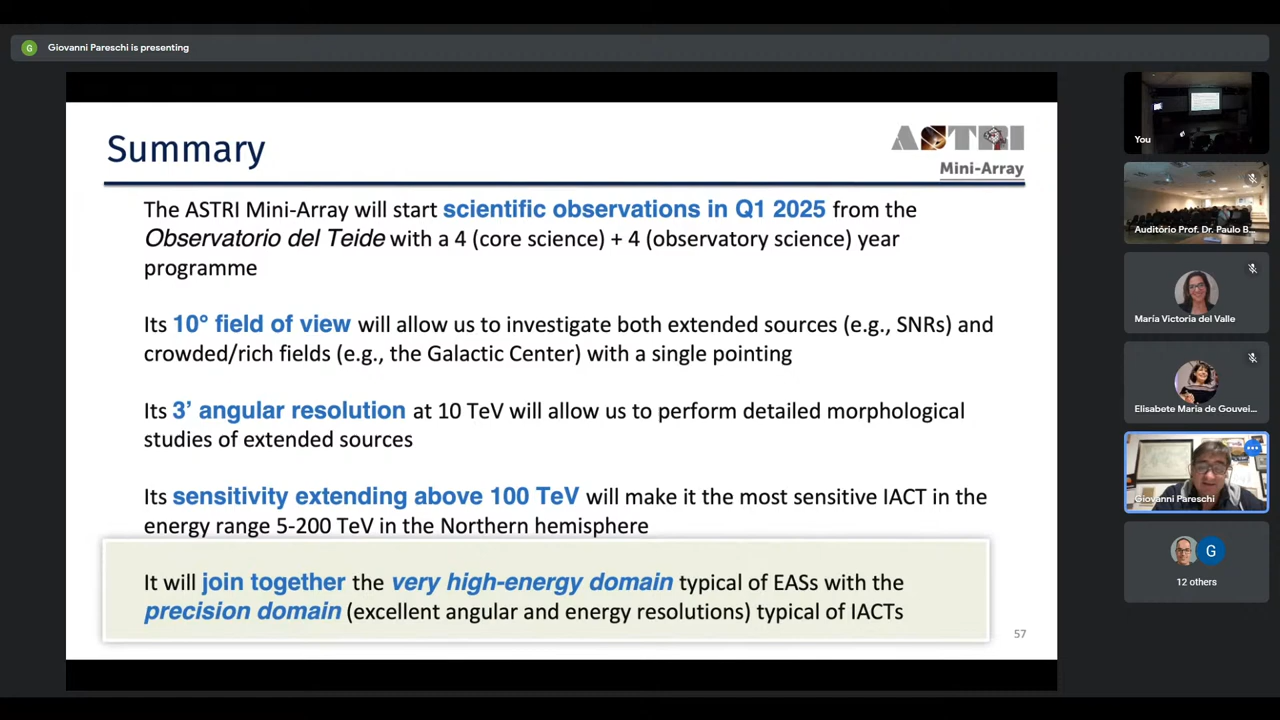 G
Giovanni Pareschi is presenting
Summary
ASTRI
Mini-Array
The ASTRI Mini-Array will start scientific observations in Q1 2025 from the
Observatorio del Teide with a 4 (core science) + 4 (observatory science) year
programme
Its 10° field of view will allow us to investigate both extended sources (e.g., SNRs) and
crowded/rich fields (e.g., the Galactic Center) with a single pointing
Its 3’ angular resolution at 10 TeV will allow us to perform detailed morphological
studies of extended sources
Its sensitivity extending above 100 TeV will make it the most sensitive IACT in the
energy range 5-200 TeV in the Northern hemisphere
It will join together the very high-energy domain typical of EASs with the
precision domain (excellent angular and energy resolutions) typical of IACTs
57
You
Auditório Prof. Dr. Paulo B...
María Victoria del Valle
Elisabete Maria de Gouvei...
Giovanni Pareschi
G
12 others